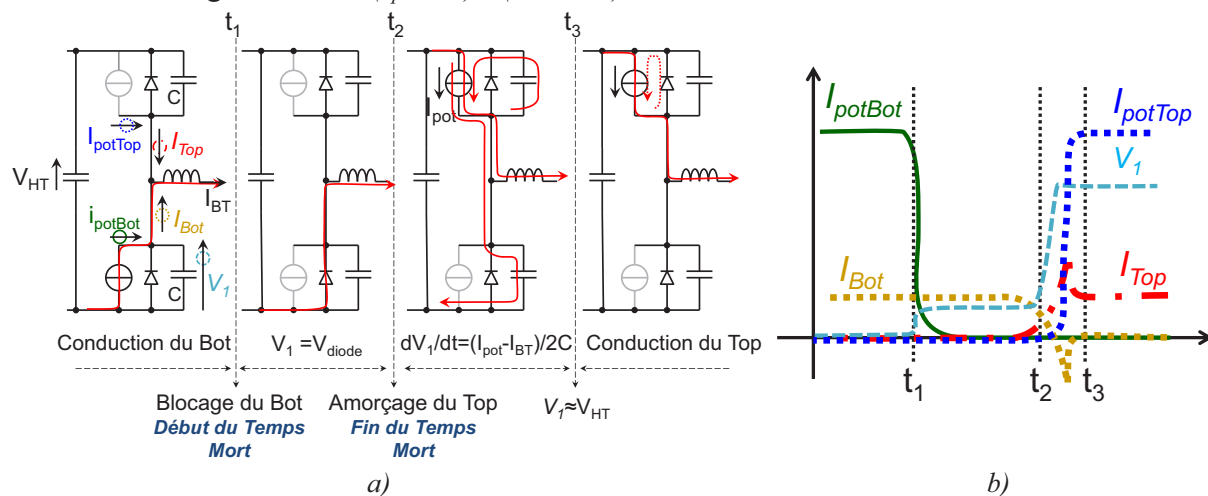 t1
t2
t3
C
IpotTop
ITop
VHT
IBT
ipotBot
IBot
C
V1
Ipot
Conduction du Bot
V1 =Vdiode
dV1/dt=(Ipot-IBT)/2C
Conduction du Top
Blocage du Bot
Début du Temps
Mort
Amorçage du Top
Fin du Temps
Mort
V1≈VHT
a)
IpotBot
IpotTop
V1
IBot
ITop
t1
t2
t3
b)